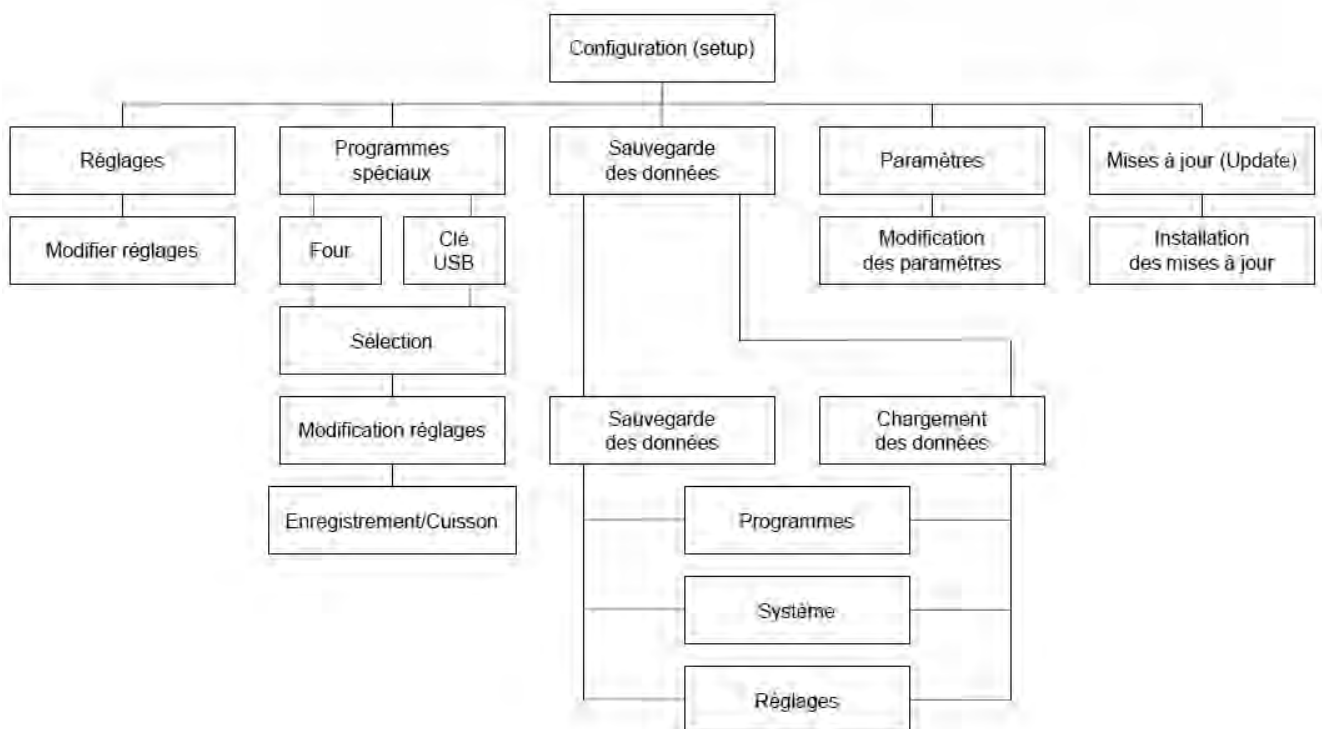 Configuration (setup)
Réglages
Programmes
spéciaux
Sauvegarde
des données
Paramètres
Mises à jour (Update)
Modifier réglages
Four
Clé
USB
Modification
des paramètres
Installation
des mises à jour
Sélection
Modification réglages
Sauvegarde
des données
Chargement
des données
Enregistrement/Cuisson
Programmes
Système
Réglages